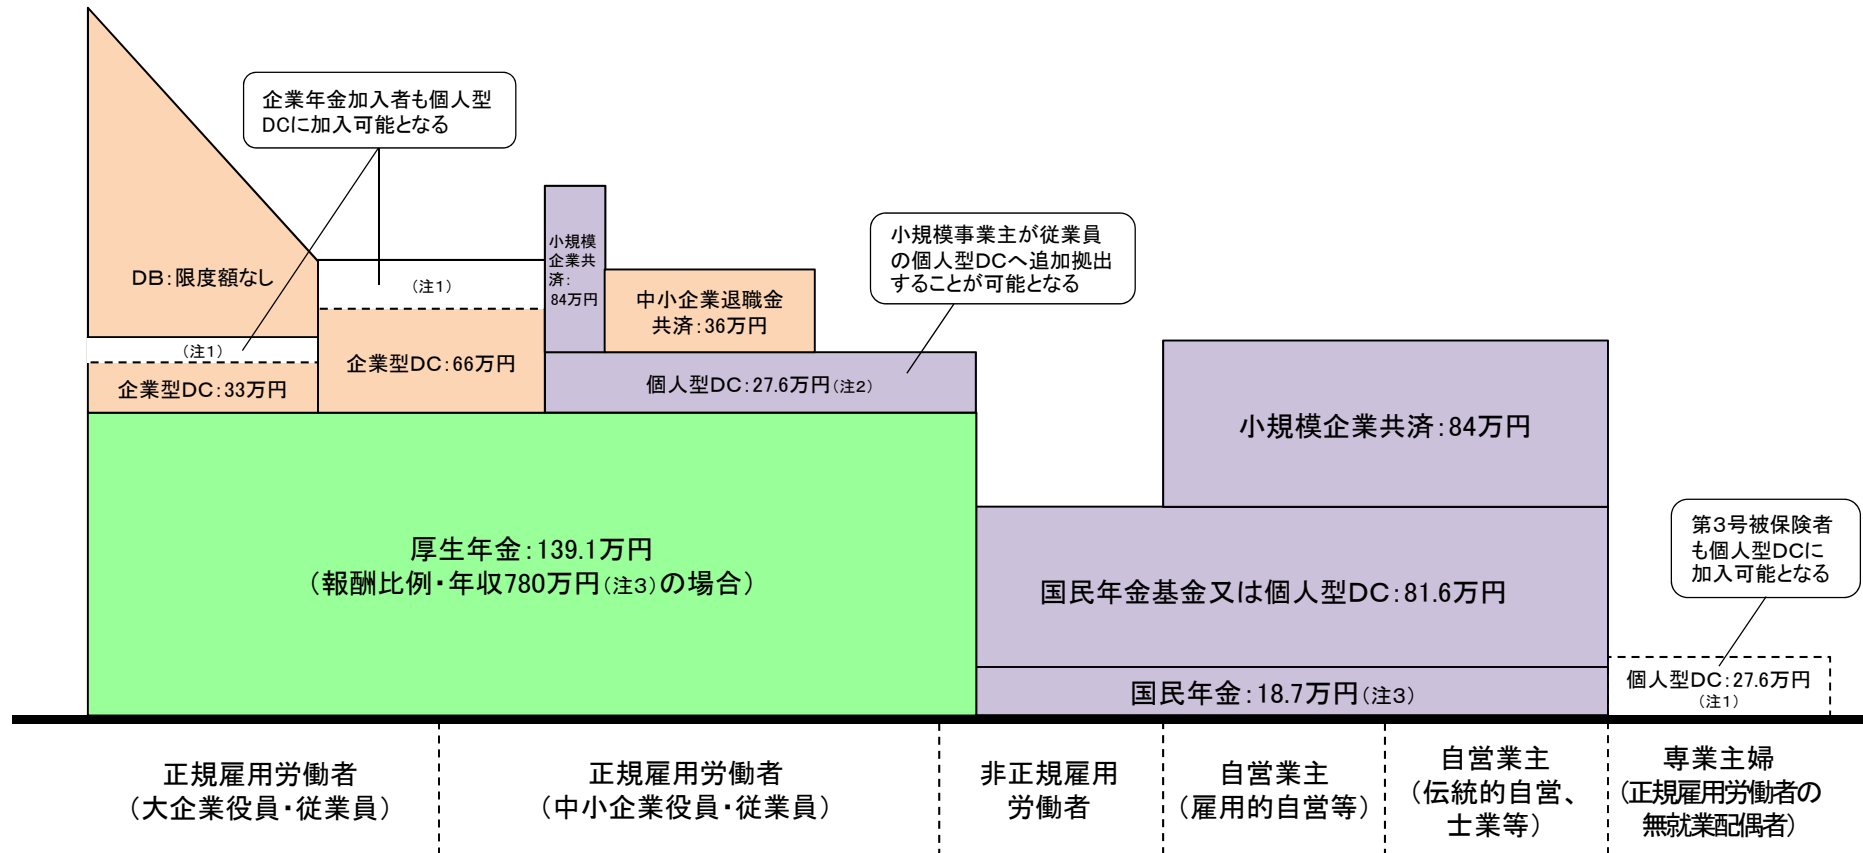 企業年金加入者も個人型
DCに加入可能となる
DB：限度額なし
（注1）
企業型DC：33万円
（注1）
企業型DC：66万円
小規模
企業共
済：
84万円
中小企業退職金
共済：36万円
個人型DC：27.6万円（注2）
小規模事業主が従業員
の個人型DCへ追加拠出
することが可能となる
厚生年金：139.1万円
（報酬比例・年収780万円（注3）の場合）
小規模企業共済：84万円
国民年金基金又は個人型DC：81.6万円
国民年金：18.7万円（注3）
第3号被保険者
も個人型DCに
加入可能となる
個人型DC：27.6万円
（注1）
正規雇用労働者
（大企業役員・従業員）
正規雇用労働者
（中小企業役員・従業員）
非正規雇用
労働者
自営業主
（雇用的自営等）
自営業主
（伝統的自営、
士業等）
専業主婦
（正規雇用労働者の
無就業配偶者）